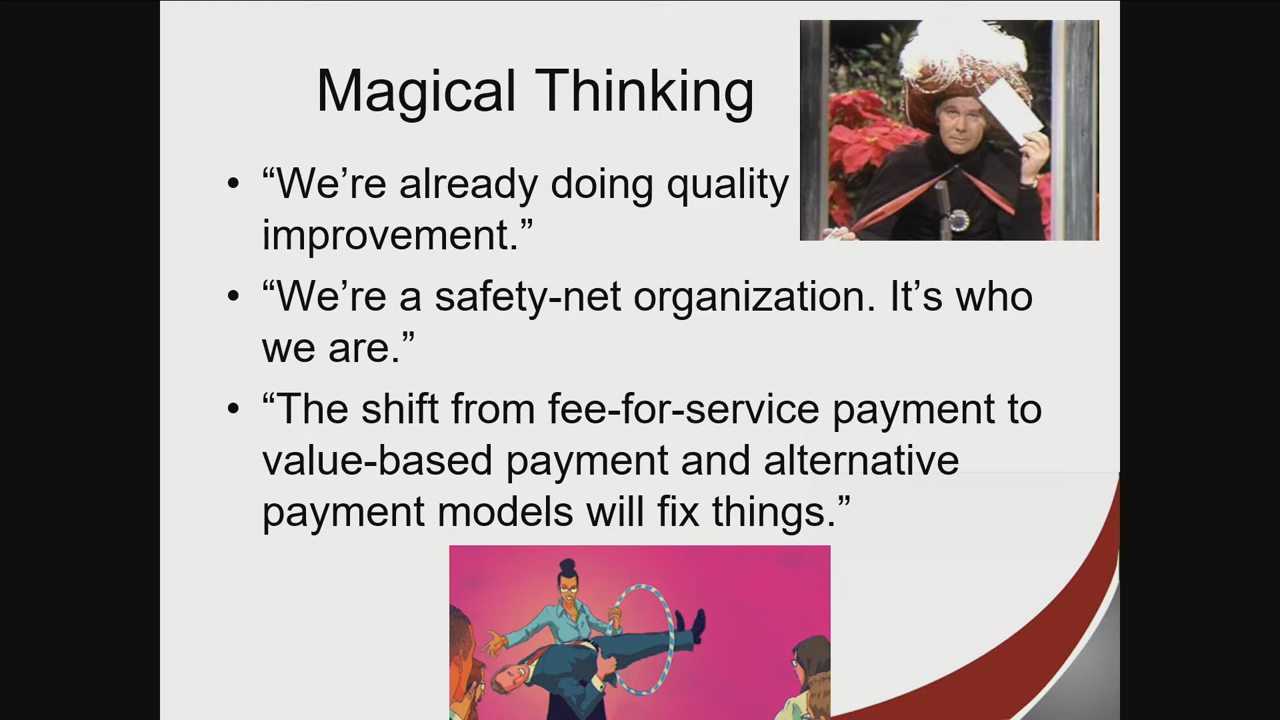 Magical Thinking
• “We’re already doing quality
improvement.”
• “We’re a safety-net organization. It’s who
we are.”
• “The shift from fee-for-service payment to
value-based payment and alternative
payment models will fix things.”